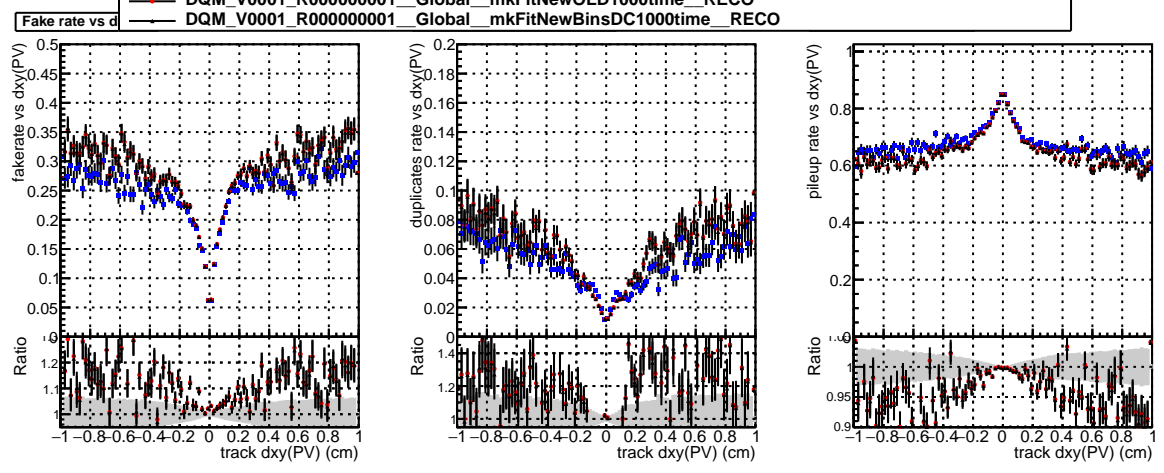 DQM_V0001_R000000001__Global__mkFitNewOLD1000time__RECO
DQM_V0001_R000000001__Global__mkFitNewBinsDC1000time__RECO
Fake rate vs d
fakerate vs dxy(PV)
0.5
0.45
0.4
0.35
0.3
0.25
0.2
0.15
0.1
0.05
Ratio
1.2
1.1
1
−1 −0.8 −0.6 −0.4 −0.2 0 0.2 0.4 0.6 0.8 1
track dxy(PV) (cm)
duplicates rate vs dxy(PV)
0.2
0.18
0.16
0.14
0.12
0.1
0.08
0.06
0.04
0.02
0
Ratio
1.4
1.2
−1 −0.8 −0.6 −0.4 −0.2 0 0.2 0.4 0.6 0.8 1
track dxy(PV) (cm)
pileup rate vs dxy(PV)
1
0.8
0.6
0.4
0.2
0
Ratio
1
0.95
0.9
−1 −0.8 −0.6 −0.4 −0.2 0 0.2 0.4 0.6 0.8 1
track dxy(PV) (cm)